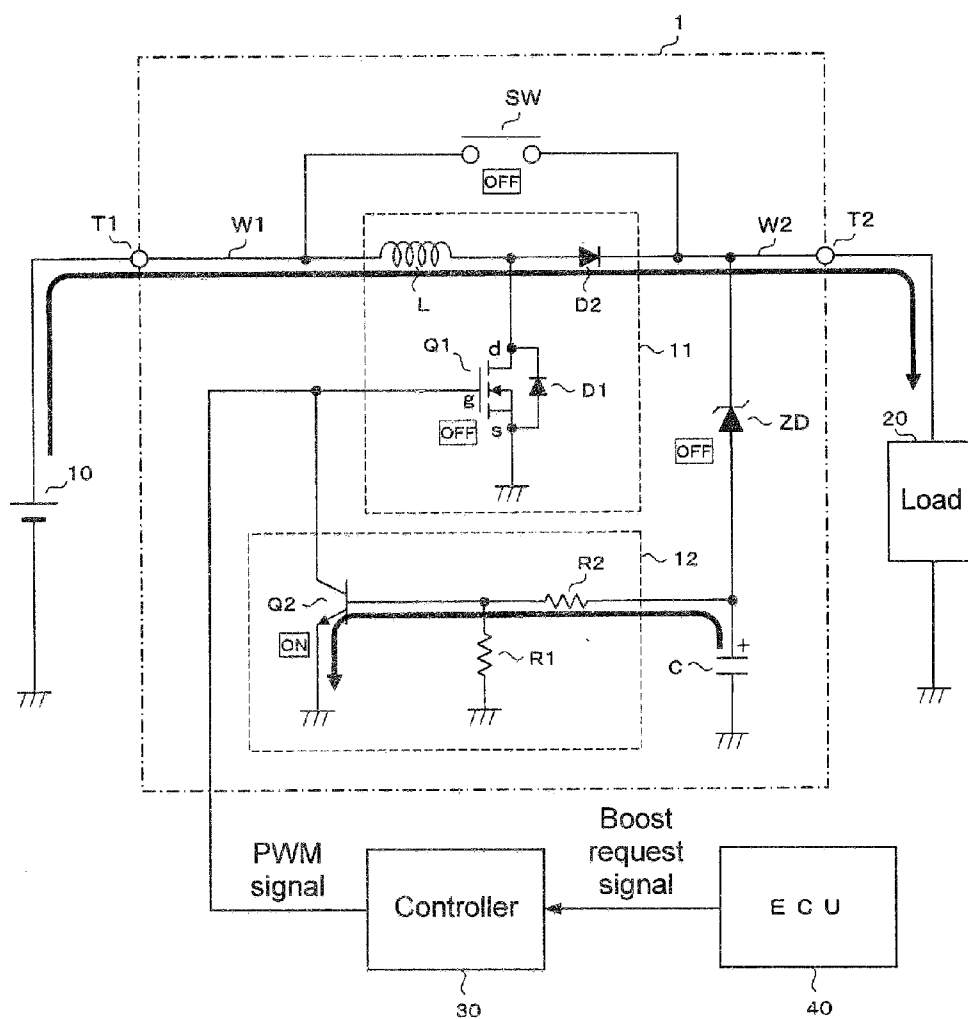 1
SW
OFF
T1
W1
W2
T2
L
D2
Q1
d
11
g
D1
OFF
s
ZD
OFF
10
20
Load
12
R2
Q2
ON
R1
C
+
PWM
signal
Boost
request
signal
Controller
ECU
30
40